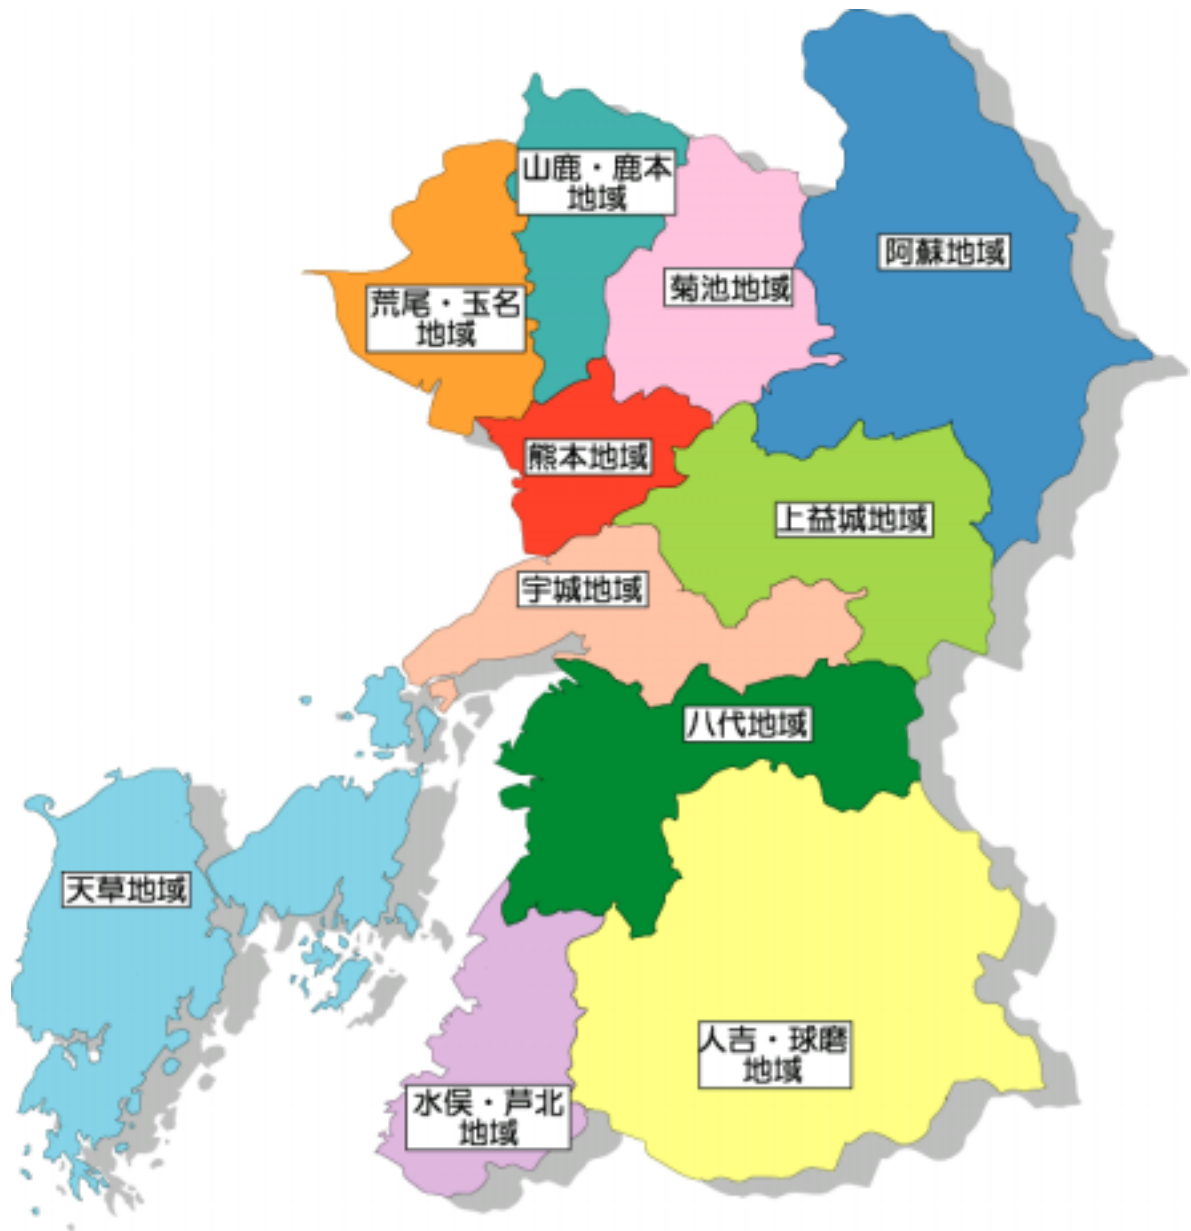 山鹿・鹿本
地域
阿蘇地域
菊池地域
荒尾・玉名
地域
熊本地域
上益城地域
宇城地域
八代地域
天草地域
人吉・球磨
地域
水俣・芦北
地域